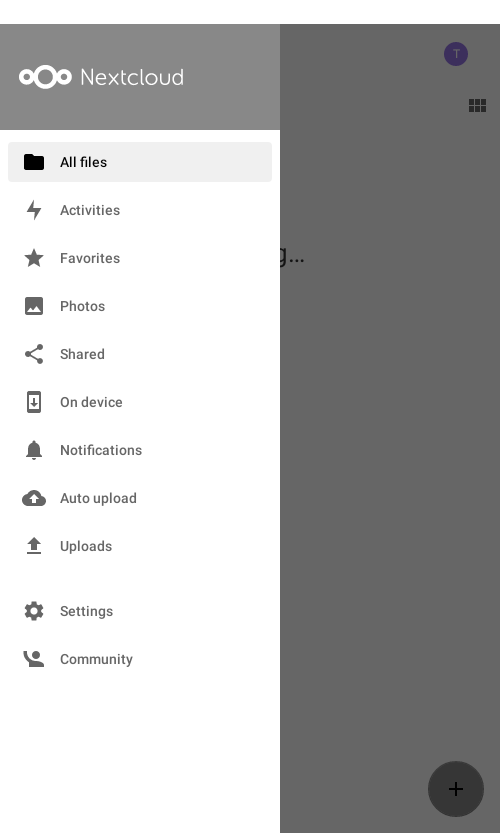 Nextcloud
T
All files
Activities
Favorites
g...
Photos
Shared
On device
Notifications
Auto upload
Uploads
Settings
Community